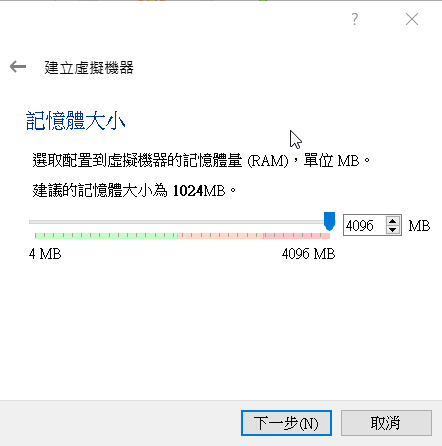 ?
建立虛擬機器
記憶體大小
選取配置到虛擬機器的記憶體量 (RAM)，單位 MB。
建議的記憶體大小為 1024MB。
4096 MB
4 MB 4096 MB
下一步(N) 取消